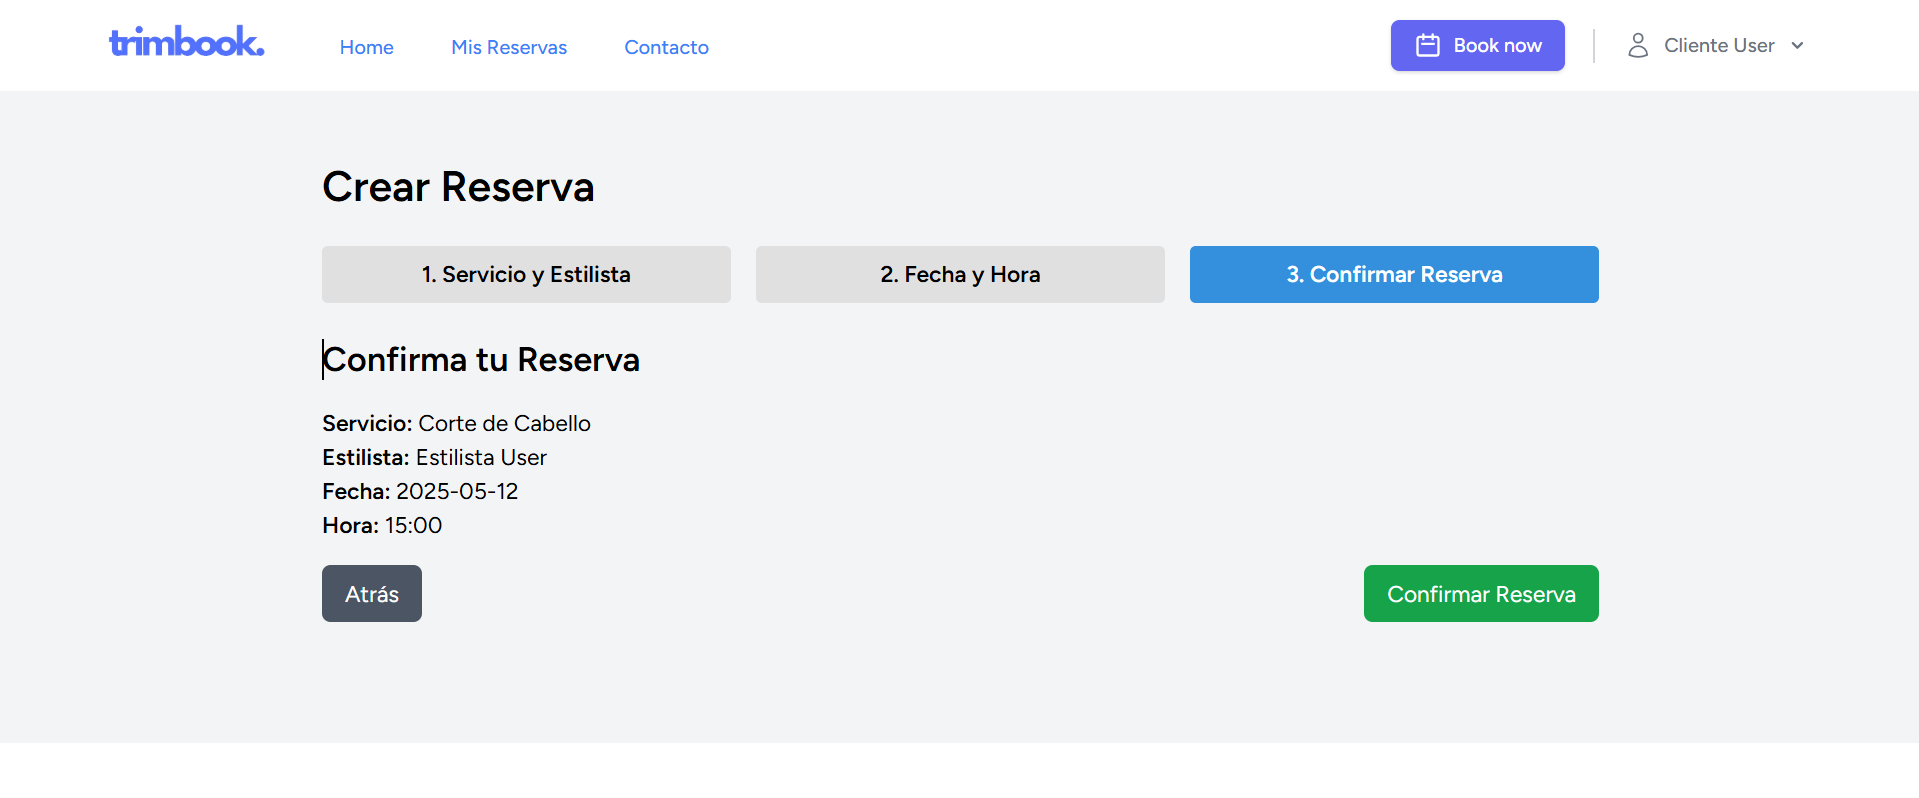 trimbook. Home Mis Reservas Contacto Book now Cliente User
Crear Reserva
1. Servicio y Estilista 2. Fecha y Hora 3. Confirmar Reserva
Confirma tu Reserva
Servicio: Corte de Cabello
Estilista: Estilista User
Fecha: 2025-05-12
Hora: 15:00
Atrás Confirmar Reserva